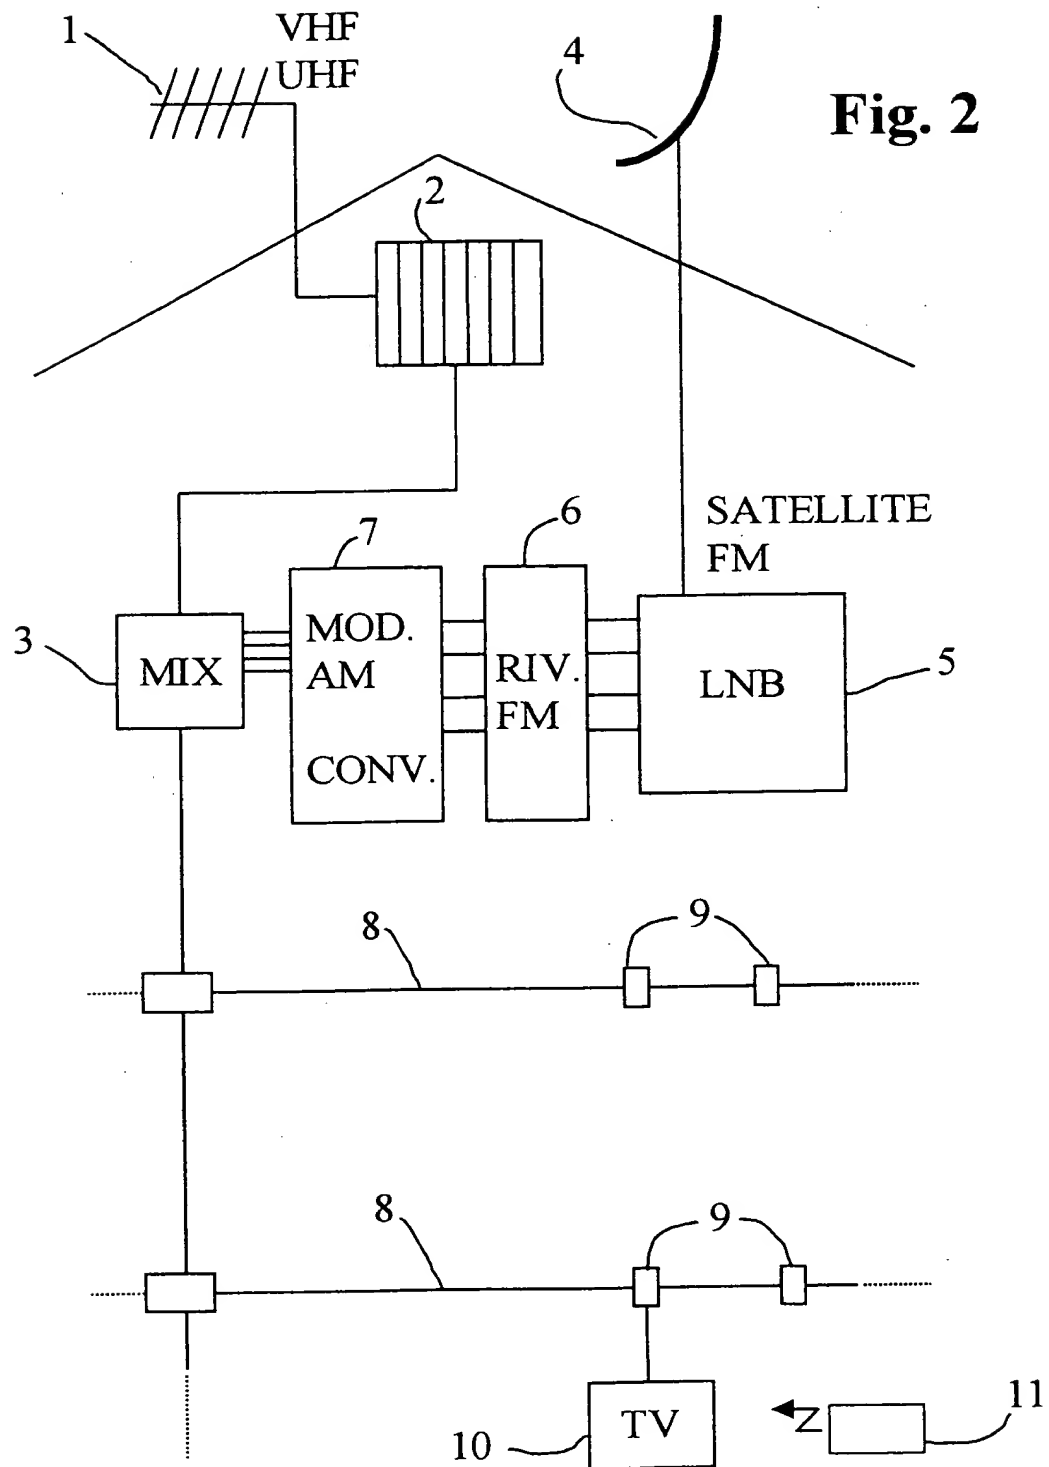 1
VHF
UHF
4
Fig. 2
2
SATELLITE
FM
6
7
3
MIX
MOD.
AM
CONV.
RIV.
FM
LNB
5
8
9
8
9
TV
10
11